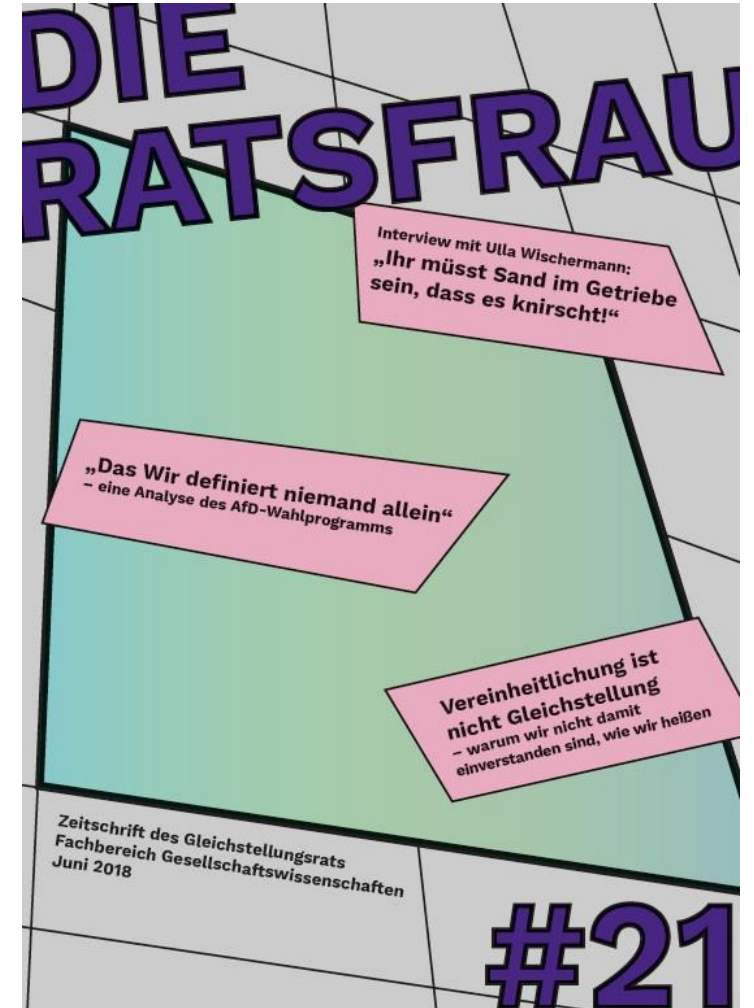 DIE
RATSFRAU
Interview mit Ulla Wischermann:
„Ihr müsst Sand im Getriebe
sein, dass es knirscht!“
„Das Wir definiert niemand allein“
– eine Analyse des AfD-Wahlprogramms
Vereinheitlichung ist
nicht Gleichstellung
– warum wir nicht damit
einverstanden sind, wie wir heißen
Zeitschrift des Gleichstellungsrats
Fachbereich Gesellschaftswissenschaften
Juni 2018
#21